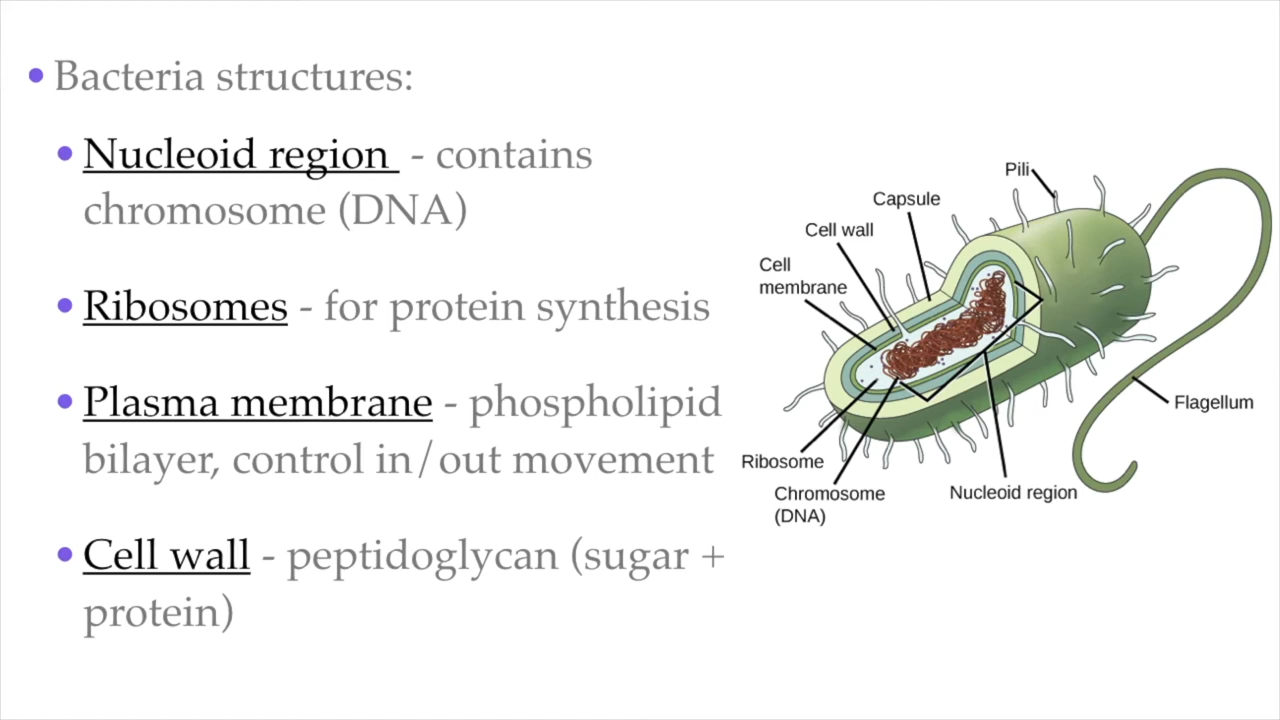 • Bacteria structures:
• Nucleoid region - contains
chromosome (DNA)
• Ribosomes - for protein synthesis
• Plasma membrane - phospholipid
bilayer, control in/out movement
• Cell wall - peptidoglycan (sugar +
protein)
Pili
Capsule
Cell wall
Cell
membrane
Flagellum
Ribosome
Chromosome
(DNA)
Nucleoid region